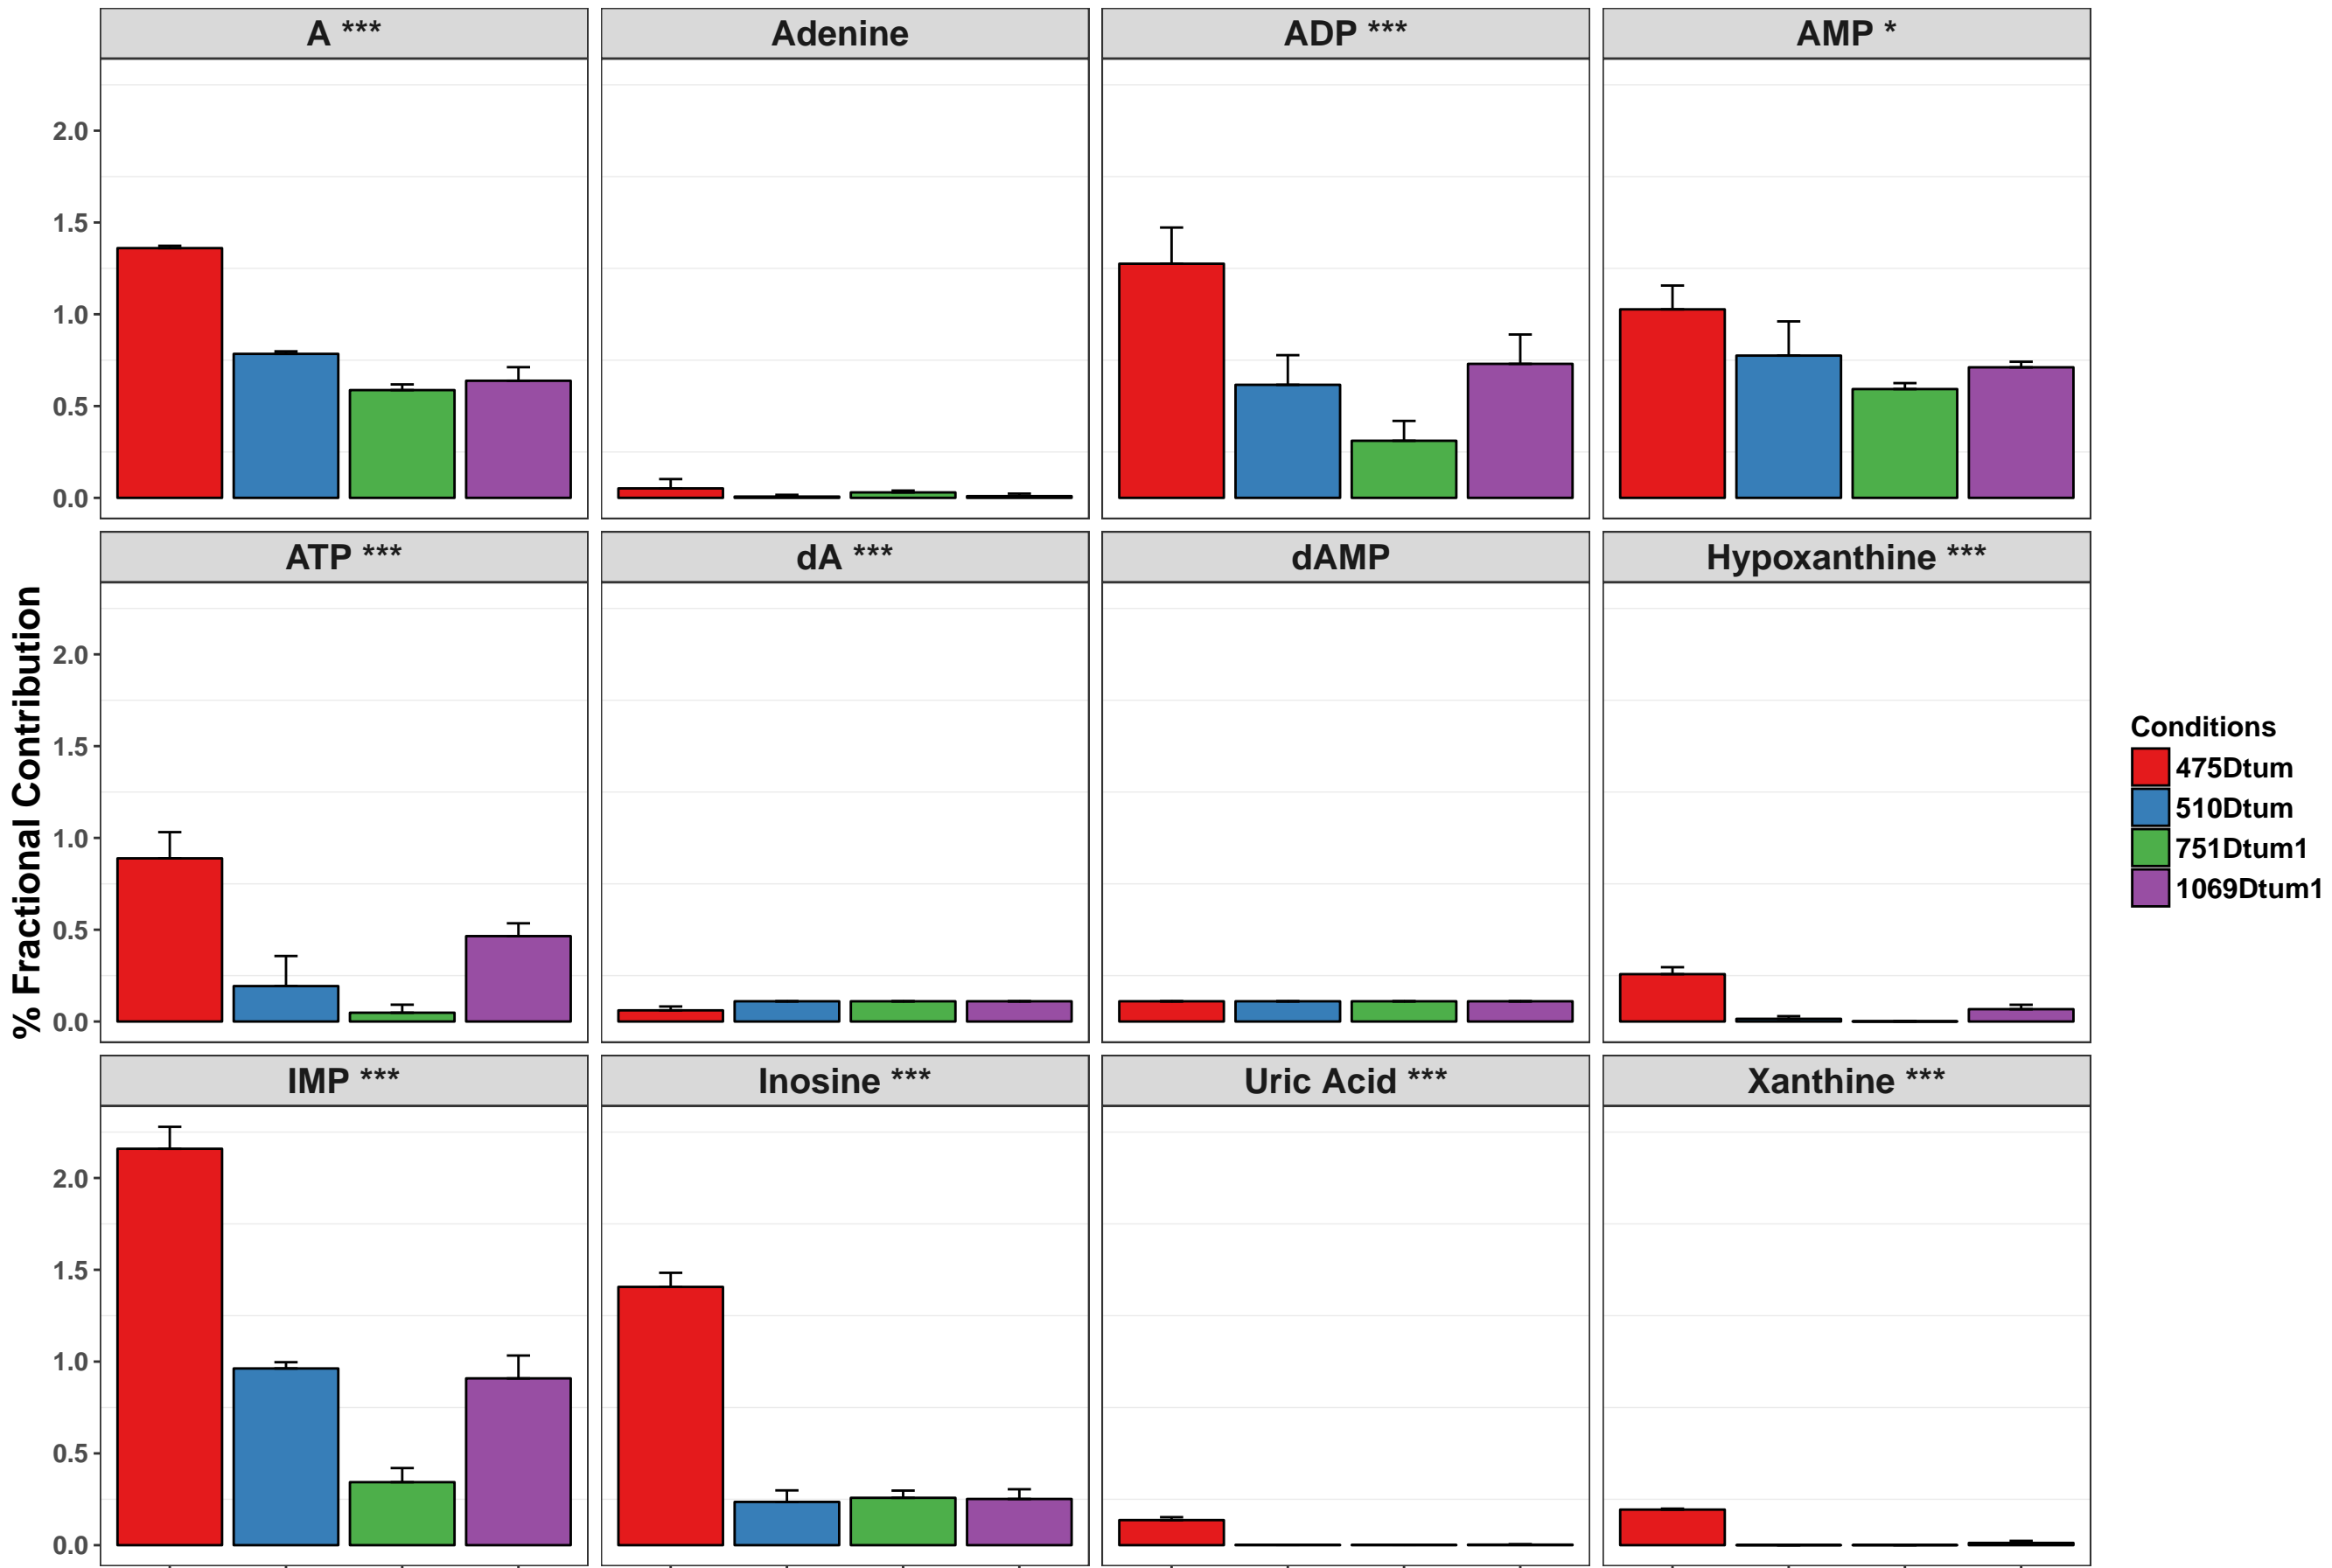 A ***
Adenine
ADP ***
AMP *
2.0
1.5
1.0
0.5
0.0
ATP ***
dA ***
dAMP
Hypoxanthine ***
2.0
1.5
1.0
0.5
0.0
IMP ***
Inosine ***
Uric Acid ***
Xanthine ***
2.0
1.5
1.0
0.5
0.0
% Fractional Contribution
Conditions
475Dtum
510Dtum
751Dtum1
1069Dtum1